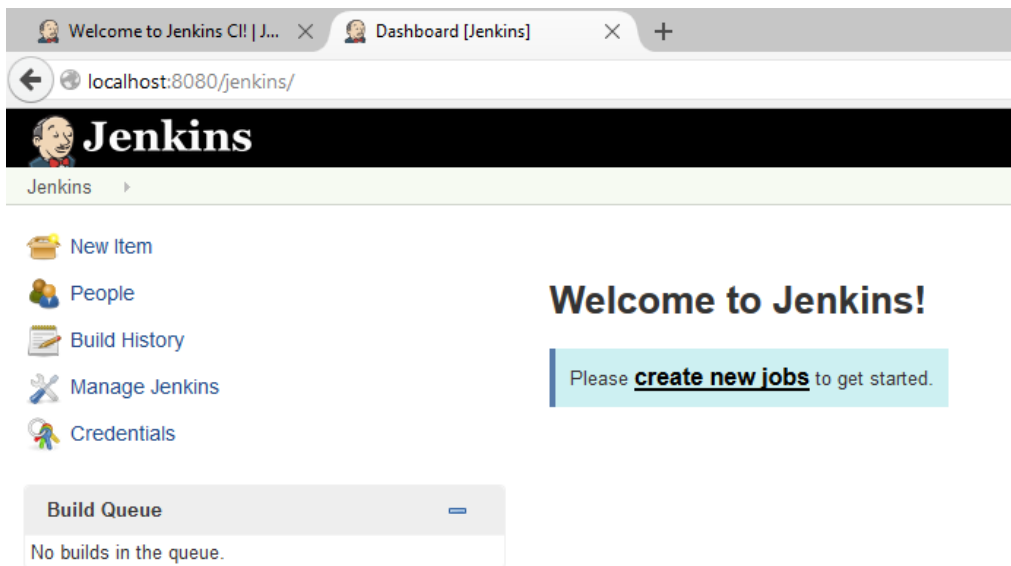 Welcome to Jenkins CI! | J...
Dashboard [Jenkins]
localhost:8080/jenkins/
Jenkins
Jenkins
New Item
People
Build History
Manage Jenkins
Credentials
Welcome to Jenkins!
Please create new jobs to get started.
Build Queue
No builds in the queue.